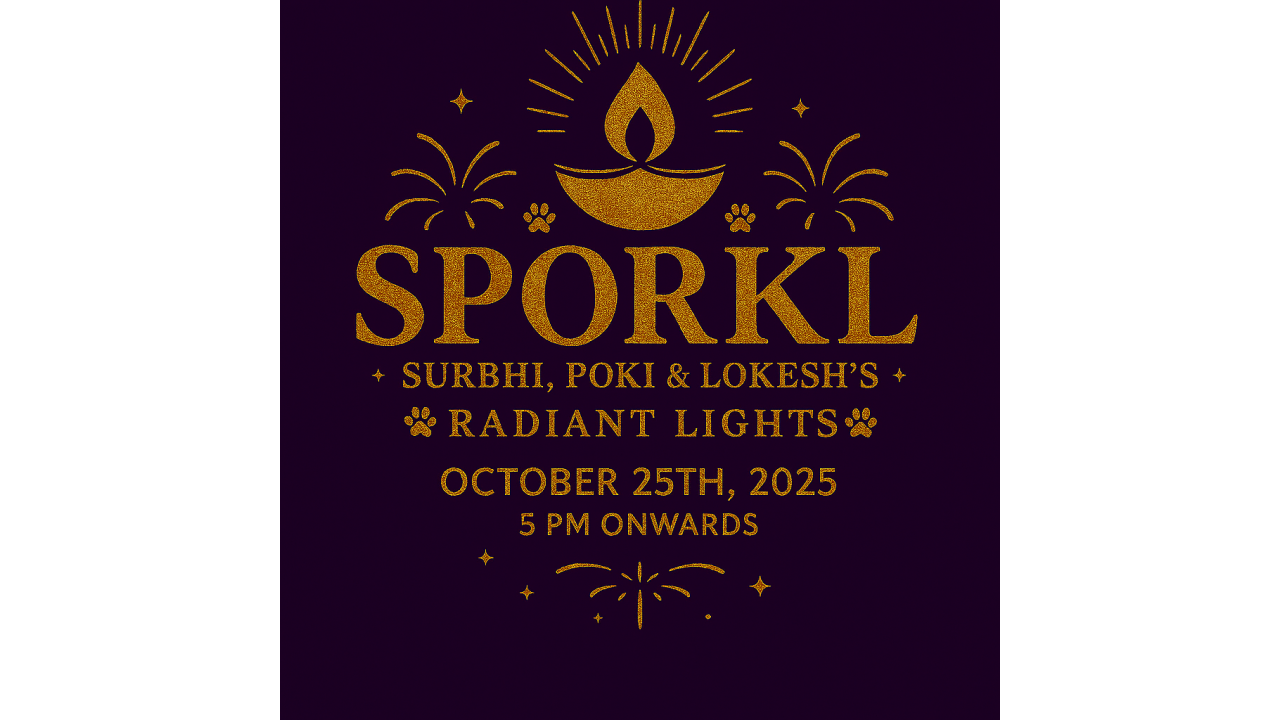 SPORKL
SURBHI, POKI & LOKESH'S
RADIANT LIGHTS
OCTOBER 25TH, 2025
5 PM ONWARDS